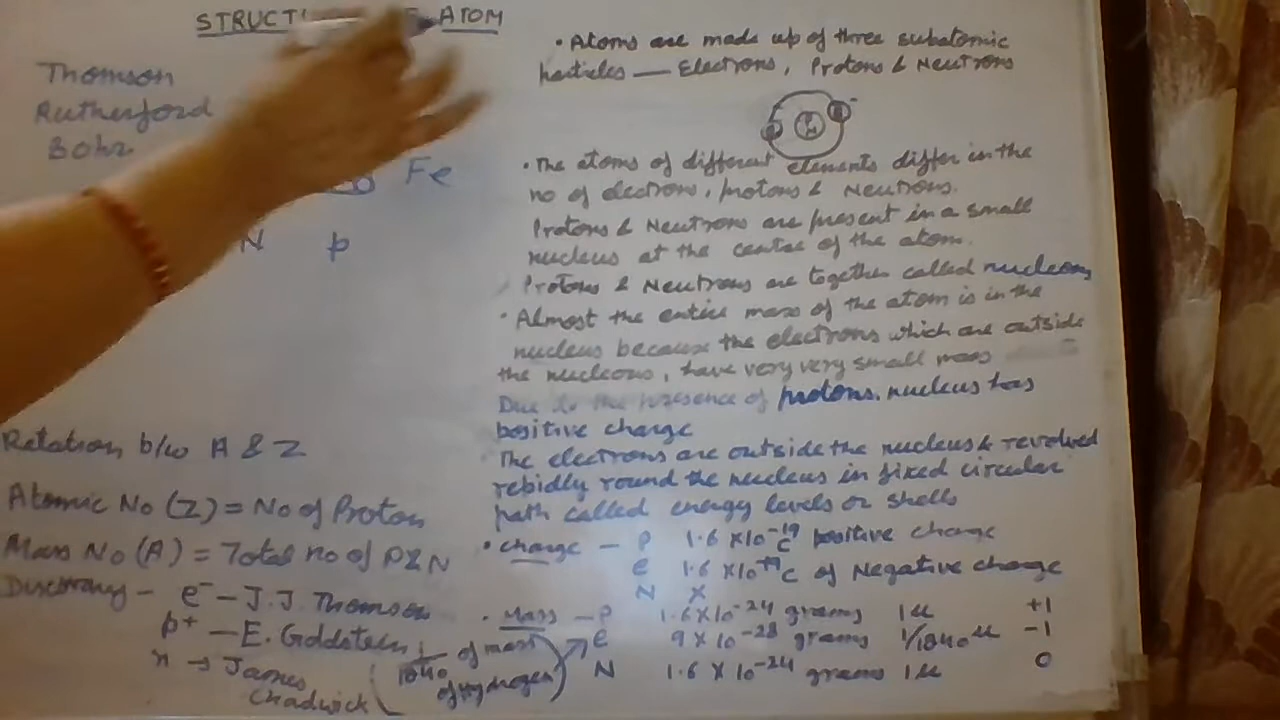 STRUCT ATOM
Thomson
Rutherford
Bohr
Fe
N p
Relation b/w A & Z
Atomic No (Z) = No of Proton
Mass No (A) = Total no of P & N
Discovery - e⁻ - J.J. Thomson
p⁺ - E. Goldstein
n → James
Chadwick
1/1840 of mass
of Hydrogen
• Atoms are made up of three subatomic
particles — Electrons, Protons & Neutrons
• The atoms of different elements differ in the
no of electrons, protons & Neutrons.
Protons & Neutrons are present in a small
nucleus at the centre of the atom.
Protons & Neutrons are together called nucleons
• Almost the entire mass of the atom is in the
nucleus because the electrons which are outside
the nucleons, have very very small mass
Due to the presence of protons, nucleus has
positive charge
The electrons are outside the nucleus & revolved
rebidly round the nucleus in fixed circular
path called energy levels or shells
• Charge - P 1.6 × 10⁻¹⁹ C positive charge
e 1.6 × 10⁻¹⁹ C of Negative charge
N X
• Mass - P 1.6 × 10⁻²⁴ grams 1u +1
e 9 × 10⁻²⁸ grams 1/1840 u -1
N 1.6 × 10⁻²⁴ grams 1u 0